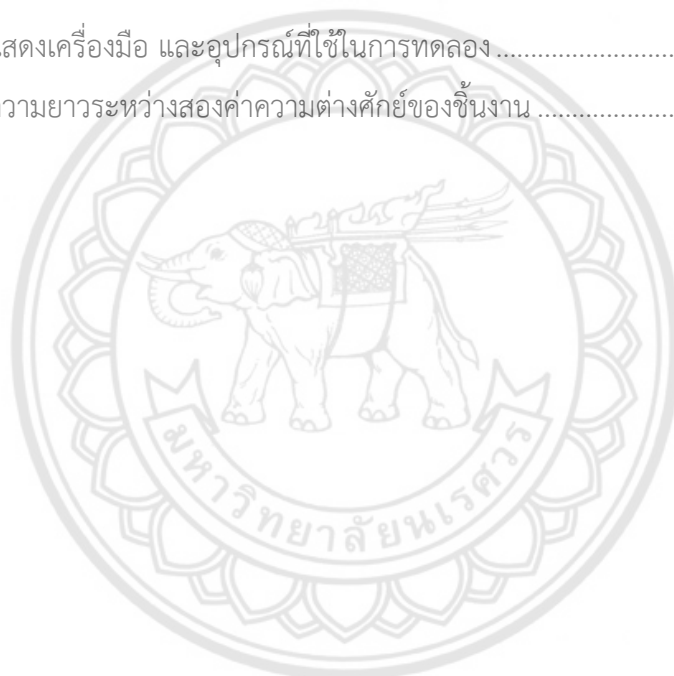 สดงเครื่องมือ และอุปกรณ์ที่ใช้ในการทดลอง
วามยาวระหว่างสองค่าความต่างศักย์ของชิ้นงาน
มหาวิทยาลัยนเรศวร